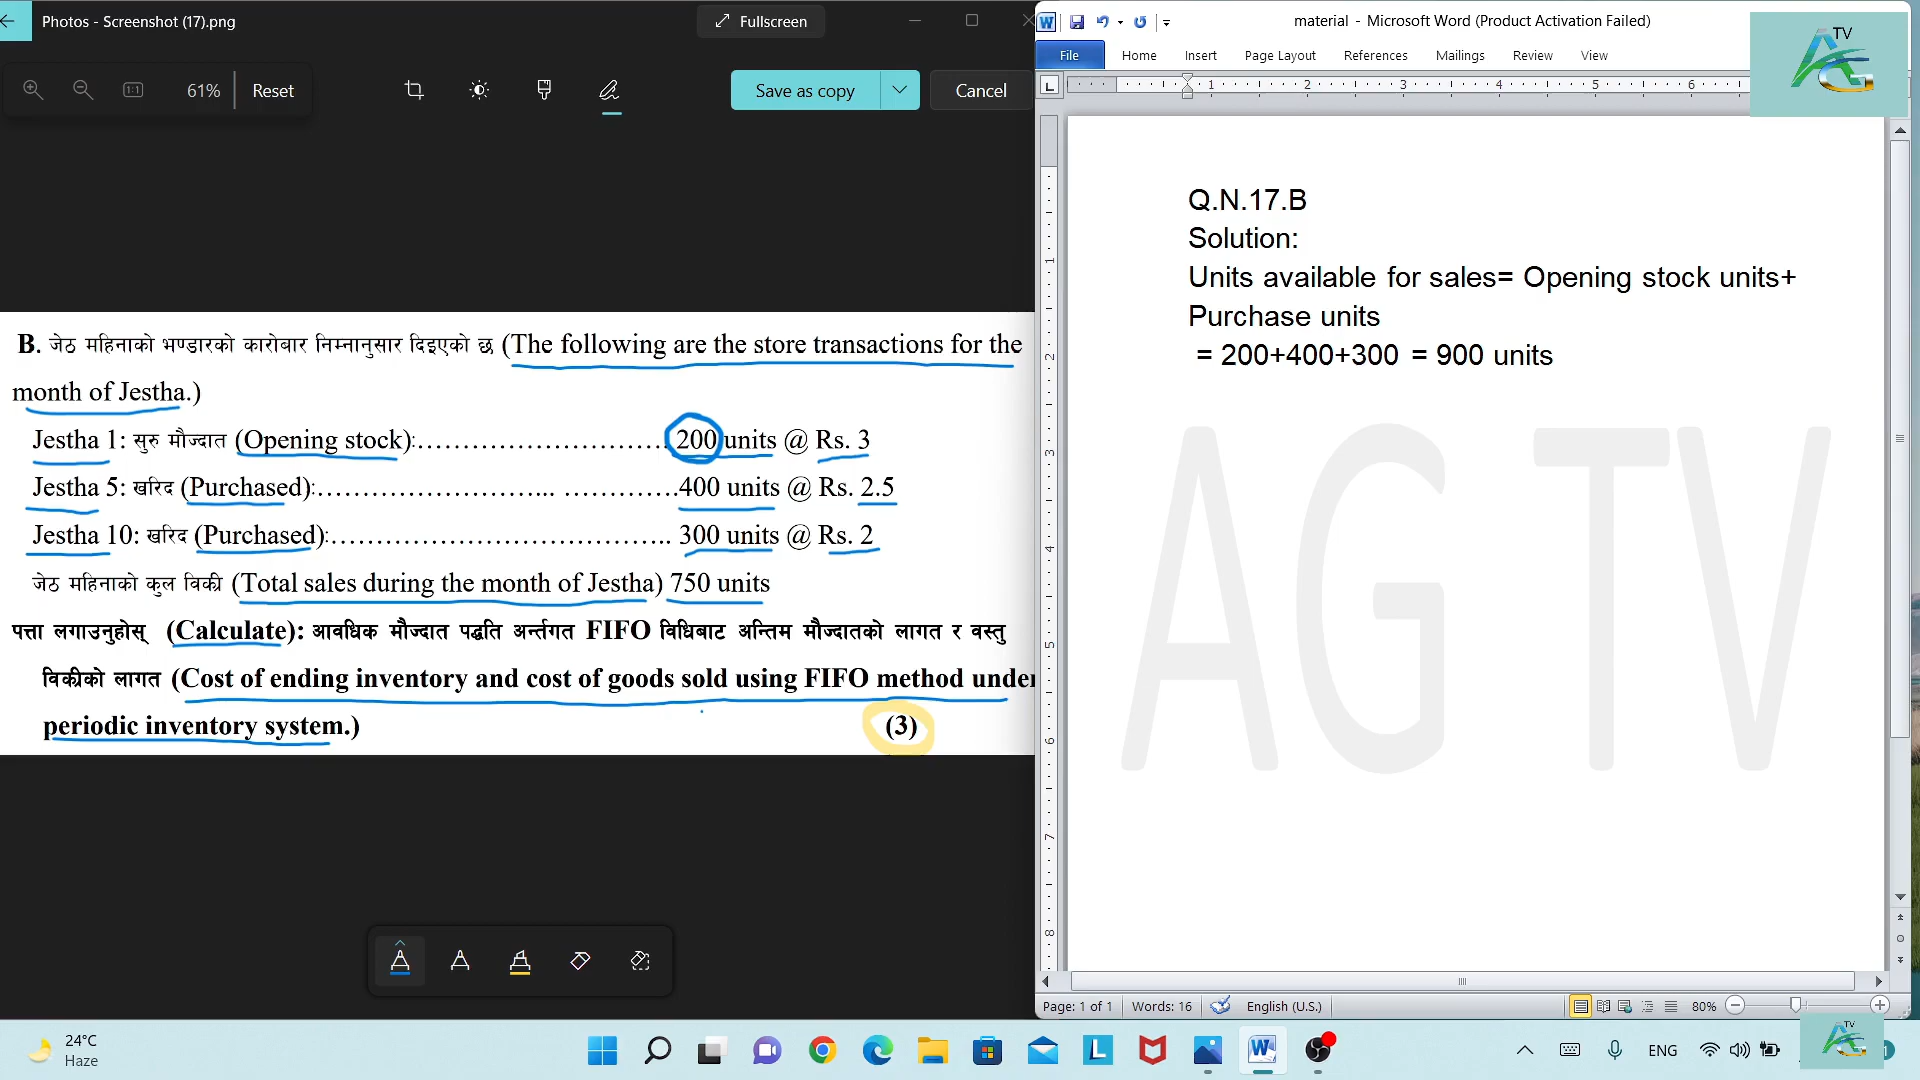 Photos - Screenshot (17).png
Fullscreen
61%
Reset
Save as copy
Cancel
B. जेठ महिनाको भण्डारको कारोबार निम्नानुसार दिइएको छ (The following are the store transactions for the
month of Jestha.)
Jestha 1: सुरु मौज्दात (Opening stock):............................ 200 units @ Rs. 3
Jestha 5: खरिद (Purchased):.......................... .............400 units @ Rs. 2.5
Jestha 10: खरिद (Purchased):...................................... 300 units @ Rs. 2
जेठ महिनाको कुल विक्री (Total sales during the month of Jestha) 750 units
पत्ता लगाउनुहोस् (Calculate): आवधिक मौज्दात पद्धति अर्न्तगत FIFO विधिबाट अन्तिम मौज्दातको लागत र वस्तु
विक्रीको लागत (Cost of ending inventory and cost of goods sold using FIFO method under
periodic inventory system.) (3)
24°C
Haze
material - Microsoft Word (Product Activation Failed)
File Home Insert Page Layout References Mailings Review View
TV
AG
Q.N.17.B
Solution:
Units available for sales= Opening stock units+
Purchase units
= 200+400+300 = 900 units
AG TV
Page: 1 of 1 Words: 16 English (U.S.) 80%
ENG
TV
AG
1